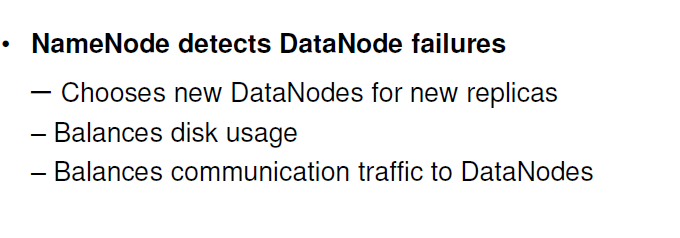 • NameNode detects DataNode failures
– Chooses new DataNodes for new replicas
– Balances disk usage
– Balances communication traffic to DataNodes